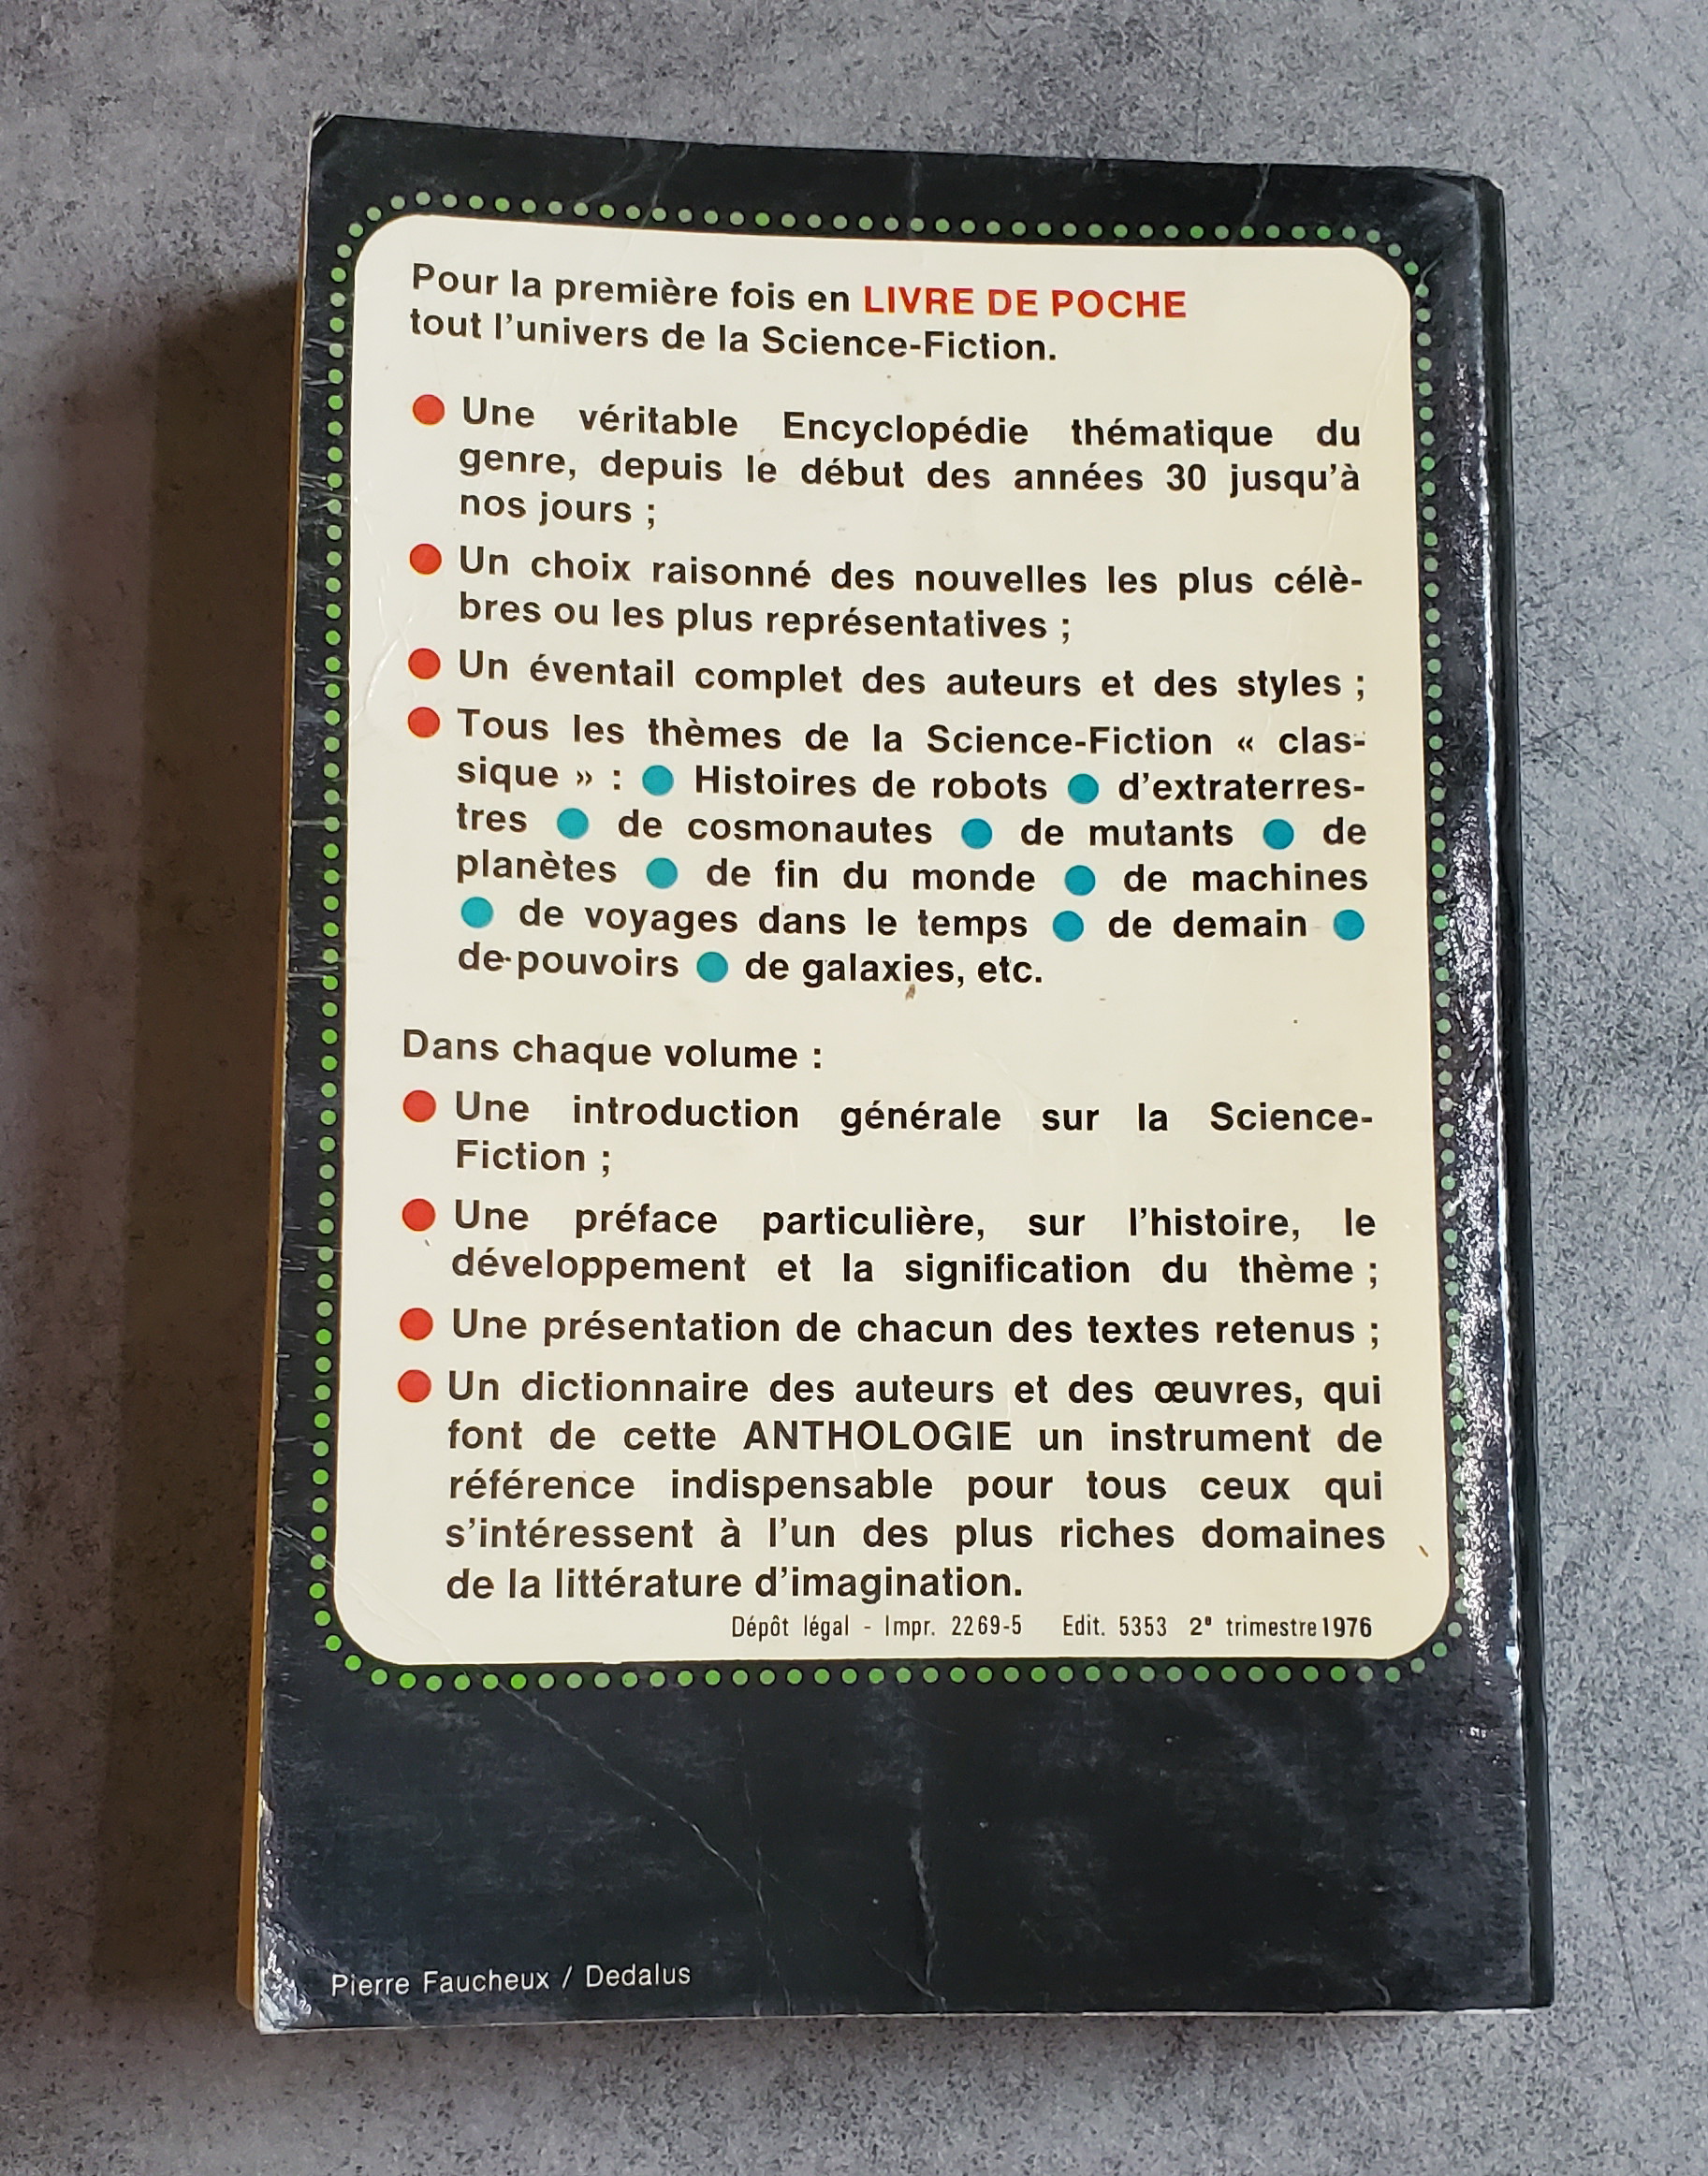 Pour la première fois en LIVRE DE POCHE
tout l'univers de la Science-Fiction.
● Une véritable Encyclopédie thématique du
genre, depuis le début des années 30 jusqu'à
nos jours ;
● Un choix raisonné des nouvelles les plus célè-
bres ou les plus représentatives ;
● Un éventail complet des auteurs et des styles ;
● Tous les thèmes de la Science-Fiction « clas-
sique » : ● Histoires de robots ● d'extraterres-
tres ● de cosmonautes ● de mutants ● de
planètes ● de fin du monde ● de machines
● de voyages dans le temps ● de demain ●
de pouvoirs ● de galaxies, etc.
Dans chaque volume :
● Une introduction générale sur la Science-
Fiction ;
● Une préface particulière, sur l'histoire, le
développement et la signification du thème ;
● Une présentation de chacun des textes retenus ;
● Un dictionnaire des auteurs et des œuvres, qui
font de cette ANTHOLOGIE un instrument de
référence indispensable pour tous ceux qui
s'intéressent à l'un des plus riches domaines
de la littérature d'imagination.
Dépôt légal - Impr. 2269-5 Edit. 5353 2e trimestre 1976
Pierre Faucheux / Dedalus